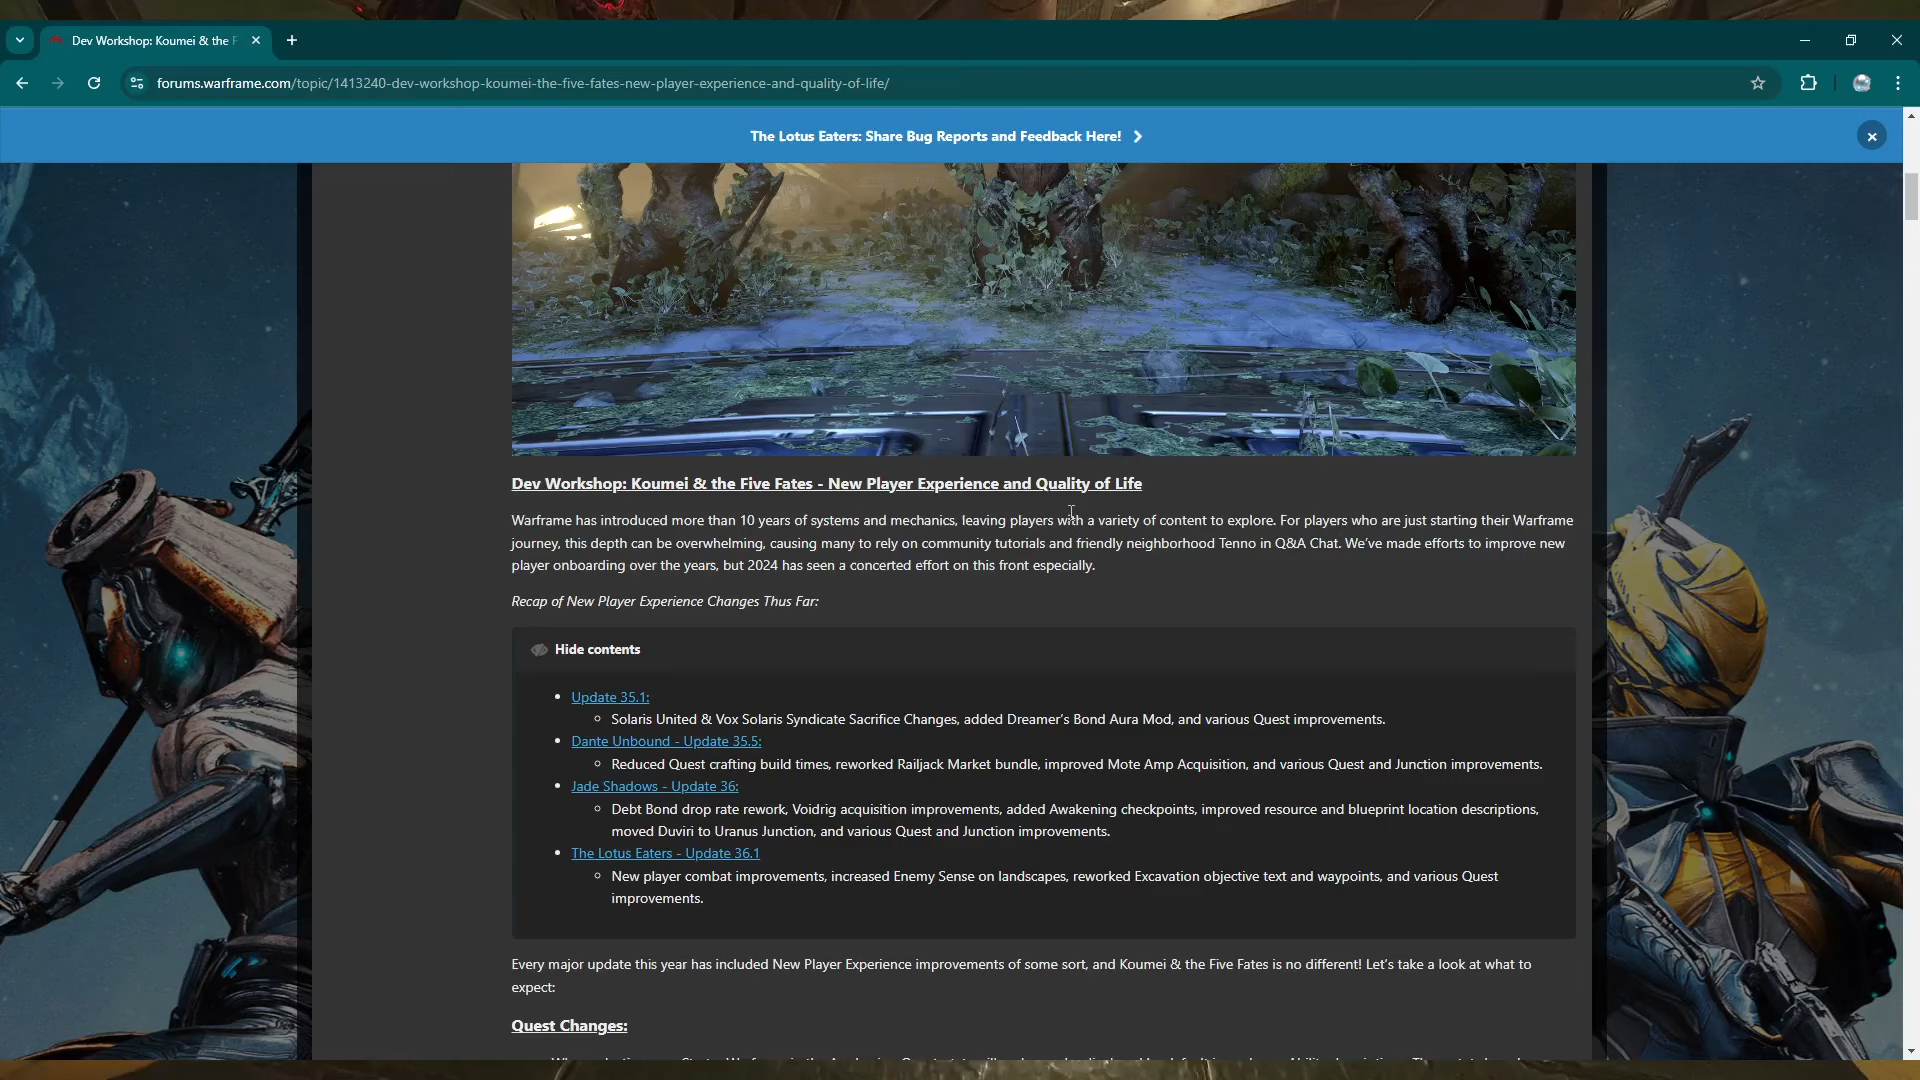 Dev Workshop: Koumei & the F
forums.warframe.com/topic/1413240-dev-workshop-koumei-the-five-fates-new-player-experience-and-quality-of-life/
The Lotus Eaters: Share Bug Reports and Feedback Here!
Dev Workshop: Koumei & the Five Fates - New Player Experience and Quality of Life
Warframe has introduced more than 10 years of systems and mechanics, leaving players with a variety of content to explore. For players who are just starting their Warframe
journey, this depth can be overwhelming, causing many to rely on community tutorials and friendly neighborhood Tenno in Q&A Chat. We've made efforts to improve new
player onboarding over the years, but 2024 has seen a concerted effort on this front especially.
Recap of New Player Experience Changes Thus Far:
Hide contents
Update 35.1:
Solaris United & Vox Solaris Syndicate Sacrifice Changes, added Dreamer's Bond Aura Mod, and various Quest improvements.
Dante Unbound - Update 35.5:
Reduced Quest crafting build times, reworked Railjack Market bundle, improved Mote Amp Acquisition, and various Quest and Junction improvements.
Jade Shadows - Update 36:
Debt Bond drop rate rework, Voidrig acquisition improvements, added Awakening checkpoints, improved resource and blueprint location descriptions,
moved Duviri to Uranus Junction, and various Quest and Junction improvements.
The Lotus Eaters - Update 36.1
New player combat improvements, increased Enemy Sense on landscapes, reworked Excavation objective text and waypoints, and various Quest
improvements.
Every major update this year has included New Player Experience improvements of some sort, and Koumei & the Five Fates is no different! Let's take a look at what to
expect:
Quest Changes: